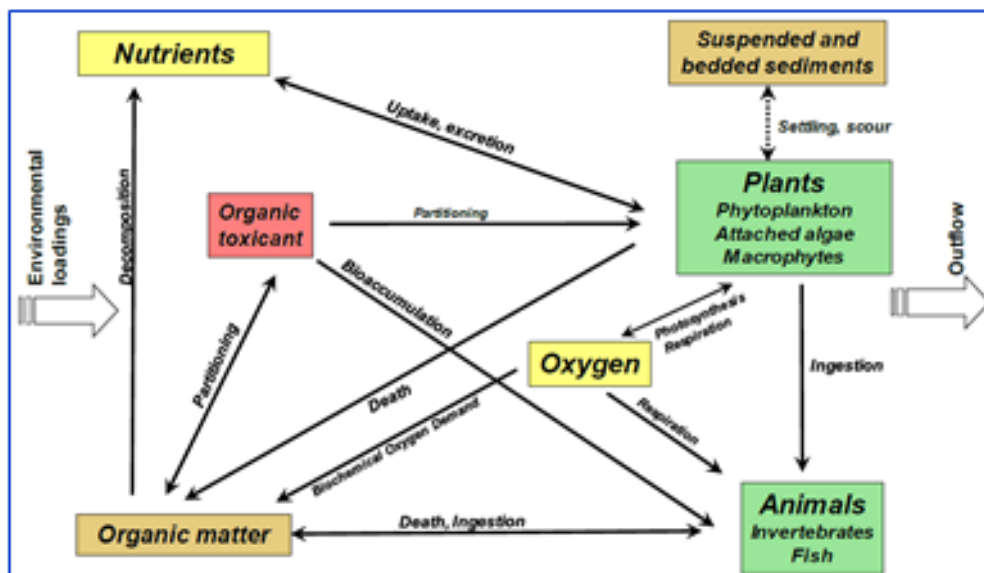 Nutrients
Suspended and
bedded sediments
Uptake, excretion
Settling, scour
Environmental
loadings
Decomposition
Organic
toxicant
Partitioning
Plants
Phytoplankton
Attached algae
Macrophytes
Outflow
Bioaccumulation
Partitioning
Photosynthesis
Respiration
Oxygen
Ingestion
Death
Biochemical Oxygen Demand
Respiration
Organic matter
Death, Ingestion
Animals
Invertebrates
Fish